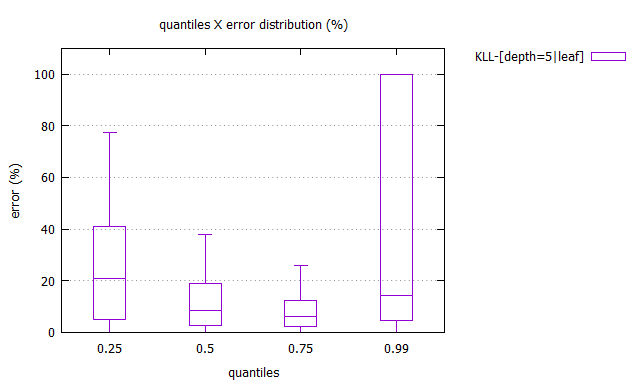 quantiles X error distribution (%)
KLL-[depth=5|leaf]
100
80
60
40
20
0
error (%)
0.25 0.5 0.75 0.99
quantiles